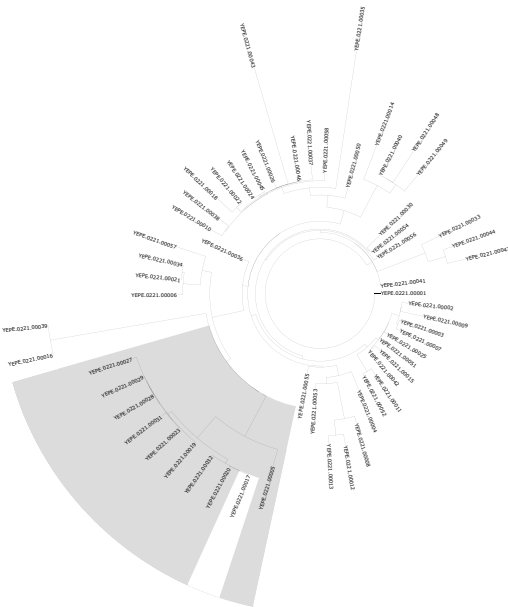 YEPE.0221.00043
YEPE.0221.00035
YEPE.0221.00014
YEPE.0221.00048
YEPE.0221.00040
YEPE.0221.00049
YEPE.0221.00050
YEPE.0221.00037
YEPE.0221.00046
YEPE.0221.00026
YEPE.0221.00045
YEPE.0221.00024
YEPE.0221.00022
YEPE.0221.00018
YEPE.0221.00038
YEPE.0221.00010
YEPE.0221.00036
YEPE.0221.00057
YEPE.0221.00034
YEPE.0221.00021
YEPE.0221.00006
YEPE.0221.00039
YEPE.0221.00016
YEPE.0221.00027
YEPE.0221.00029
YEPE.0221.00028
YEPE.0221.00031
YEPE.0221.00023
YEPE.0221.00019
YEPE.0221.00032
YEPE.0221.00020
YEPE.0221.00017
YEPE.0221.00005
YEPE.0221.00055
YEPE.0221.00053
YEPE.0221.00013
YEPE.0221.00012
YEPE.0221.00008
YEPE.0221.00004
YEPE.0221.00052
YEPE.0221.00011
YEPE.0221.00042
YEPE.0221.00015
YEPE.0221.00051
YEPE.0221.00025
YEPE.0221.00007
YEPE.0221.00003
YEPE.0221.00009
YEPE.0221.00002
YEPE.0221.00001
YEPE.0221.00041
YEPE.0221.00044
YEPE.0221.00033
YEPE.0221.00056
YEPE.0221.00054
YEPE.0221.00030